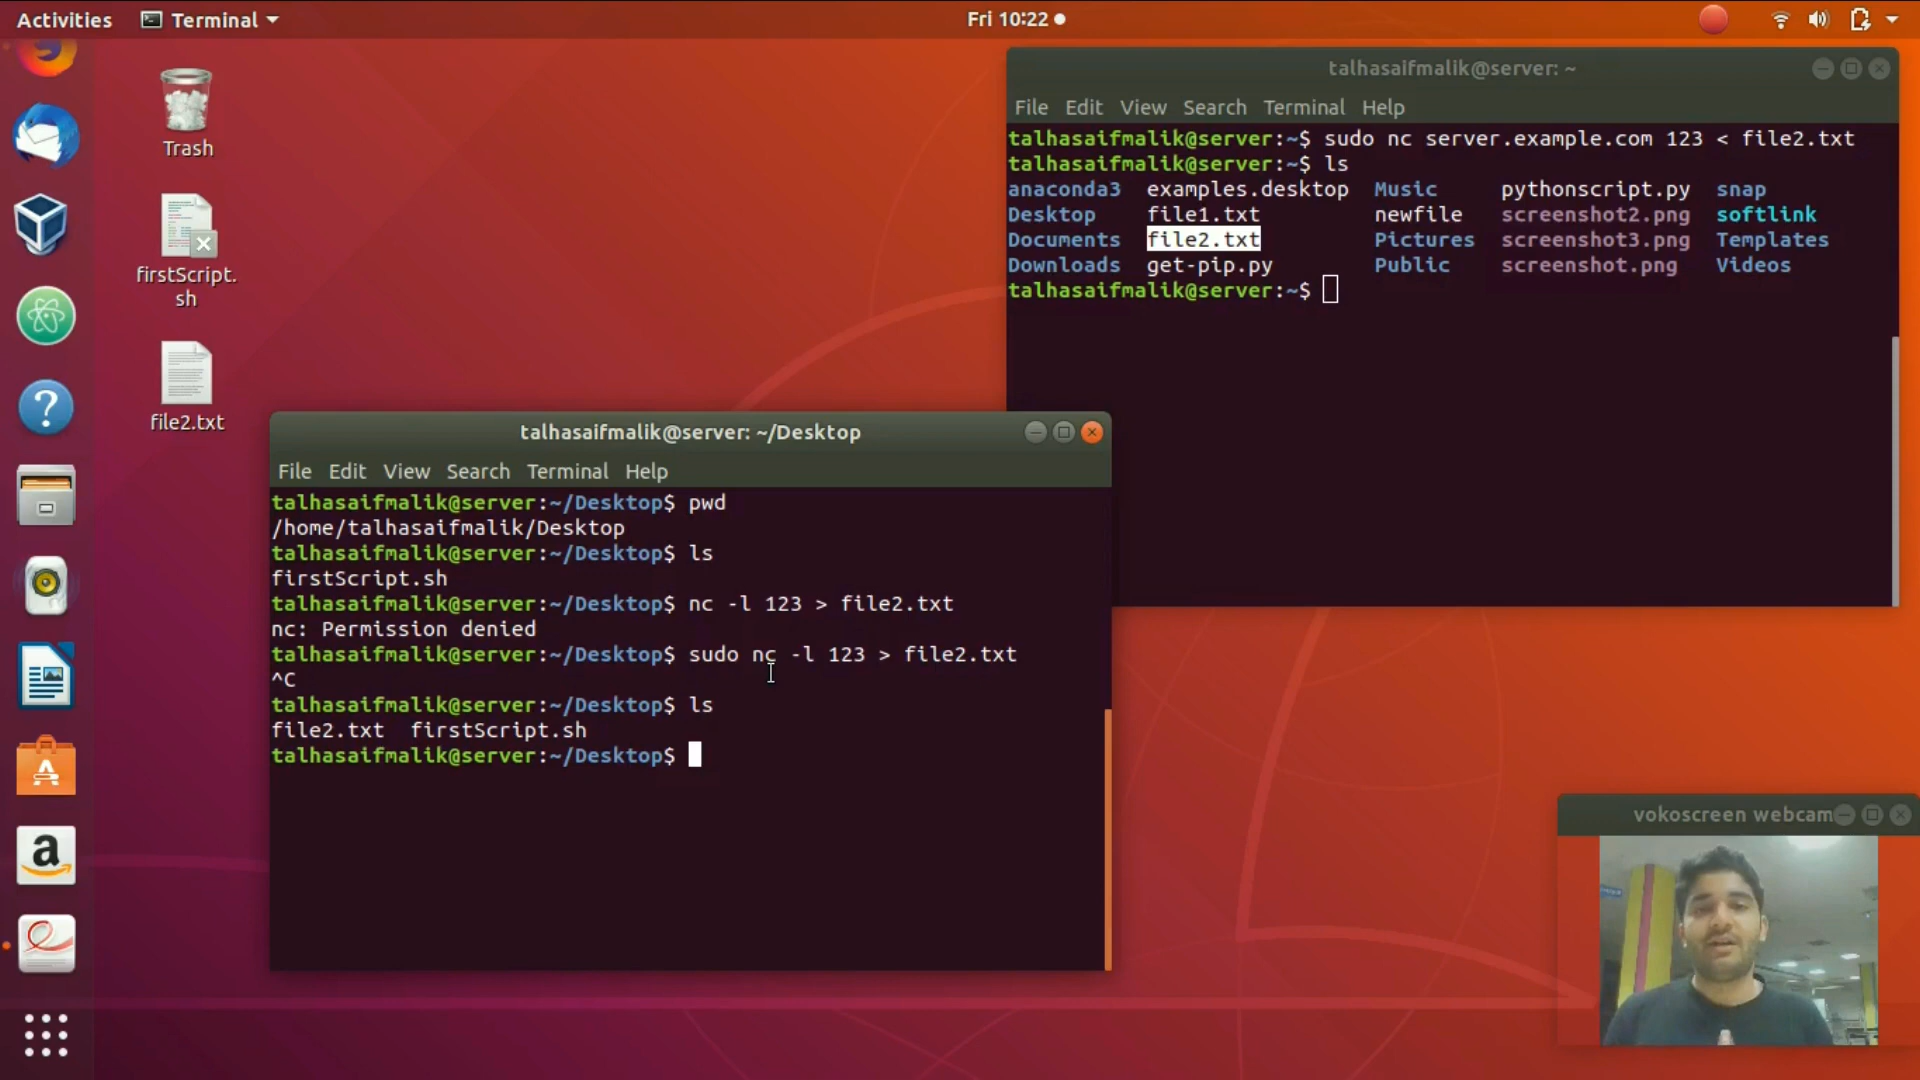 Activities Terminal Fri 10:22
Trash
firstScript.
sh
file2.txt
talhasaifmalik@server: ~
File Edit View Search Terminal Help
talhasaifmalik@server:~$ sudo nc server.example.com 123 < file2.txt
talhasaifmalik@server:~$ ls
anaconda3 examples.desktop Music pythonscript.py snap
Desktop file1.txt newfile screenshot2.png softlink
Documents file2.txt Pictures screenshot3.png Templates
Downloads get-pip.py Public screenshot.png Videos
talhasaifmalik@server:~$
talhasaifmalik@server: ~/Desktop
File Edit View Search Terminal Help
talhasaifmalik@server:~/Desktop$ pwd
/home/talhasaifmalik/Desktop
talhasaifmalik@server:~/Desktop$ ls
firstScript.sh
talhasaifmalik@server:~/Desktop$ nc -l 123 > file2.txt
nc: Permission denied
talhasaifmalik@server:~/Desktop$ sudo nc -l 123 > file2.txt
^C
talhasaifmalik@server:~/Desktop$ ls
file2.txt firstScript.sh
talhasaifmalik@server:~/Desktop$
vokoscreen webcam